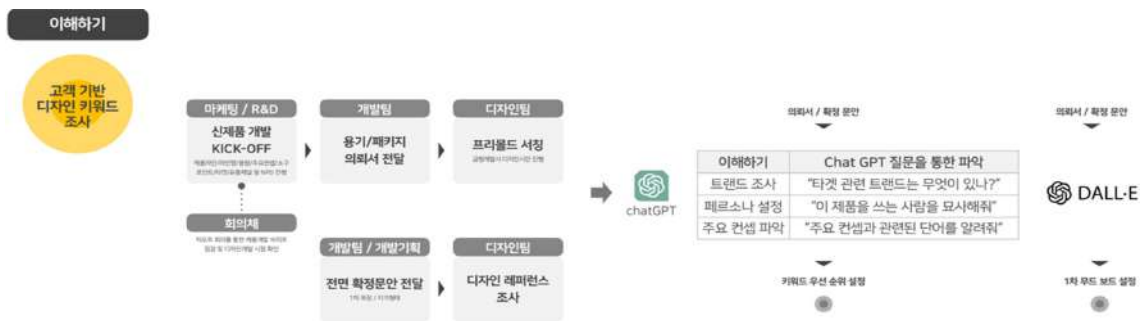 이해하기
고객 기반
디자인 키워드
조사
마케팅 / R&D
신제품 개발
KICK-OFF
회의체
개발팀
용기/패키지
의뢰서 전달
디자인팀
프리몰드 서칭
개발팀 / 개발기획
전면 확정문안 전달
디자인팀
디자인 레퍼런스
조사
chatGPT
의뢰서 / 확정 문안
이해하기 Chat GPT 질문을 통한 파악
트랜드 조사 "타겟 관련 트랜드는 무엇이 있나?"
페르소나 설정 "이 제품을 쓰는 사람을 묘사해줘"
주요 컨셉 파악 "주요 컨셉과 관련된 단어를 알려줘"
키워드 우선 순위 설정
의뢰서 / 확정 문안
DALL·E
1차 무드 보드 설정